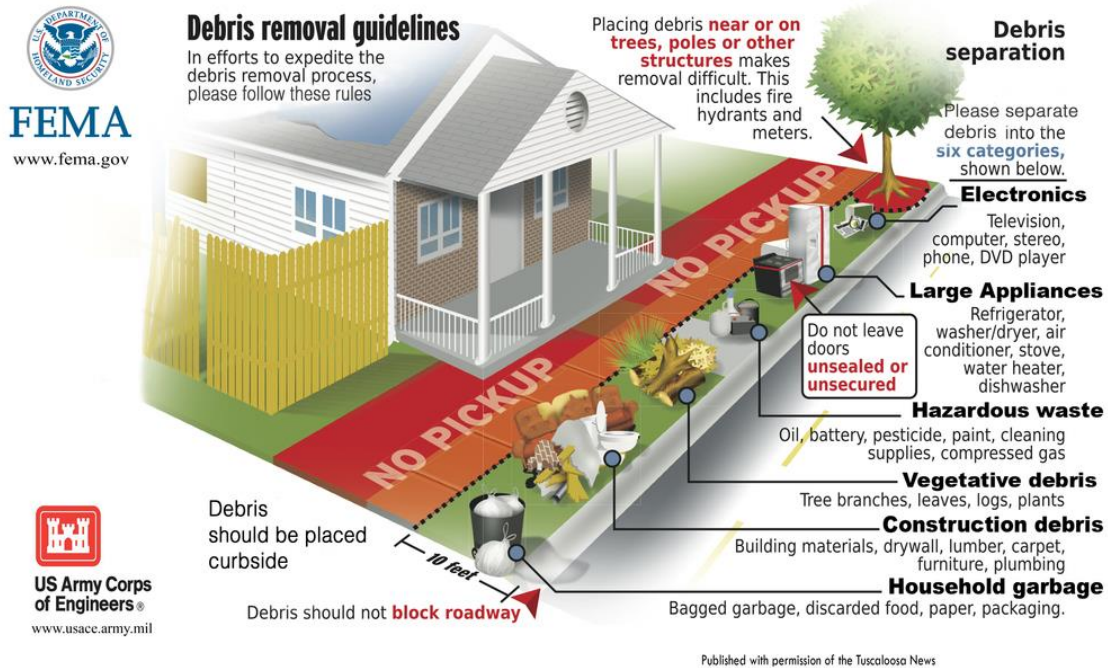 U.S. DEPARTMENT OF
HOMELAND SECURITY
FEMA
www.fema.gov
Debris removal guidelines
In efforts to expedite the
debris removal process,
please follow these rules
Placing debris near or on
trees, poles or other
structures makes
removal difficult. This
includes fire
hydrants and
meters.
Debris
separation
Please separate
debris into the
six categories,
shown below.
Electronics
Television,
computer, stereo,
phone, DVD player
Large Appliances
Refrigerator,
washer/dryer, air
conditioner, stove,
water heater,
dishwasher
Do not leave
doors
unsealed or
unsecured
Hazardous waste
Oil, battery, pesticide, paint, cleaning
supplies, compressed gas
Vegetative debris
Tree branches, leaves, logs, plants
Construction debris
Building materials, drywall, lumber, carpet,
furniture, plumbing
Household garbage
Bagged garbage, discarded food, paper, packaging.
NO PICKUP
NO PICKUP
Debris
should be placed
curbside
10 feet
Debris should not block roadway
US Army Corps
of Engineers ®
www.usace.army.mil
Published with permission of the Tuscaloosa News